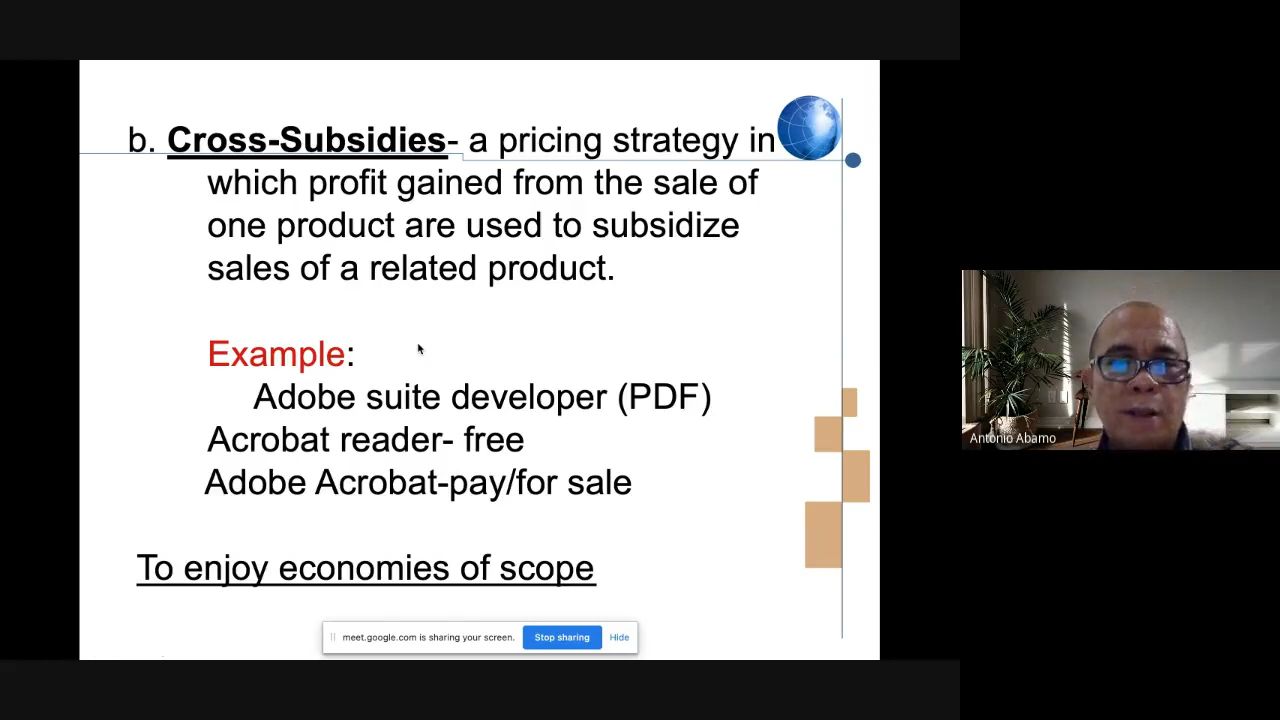 b. Cross-Subsidies- a pricing strategy in
which profit gained from the sale of
one product are used to subsidize
sales of a related product.
Example:
Adobe suite developer (PDF)
Acrobat reader- free
Adobe Acrobat-pay/for sale
To enjoy economies of scope
meet.google.com is sharing your screen. Stop sharing Hide
Antonio Abamo